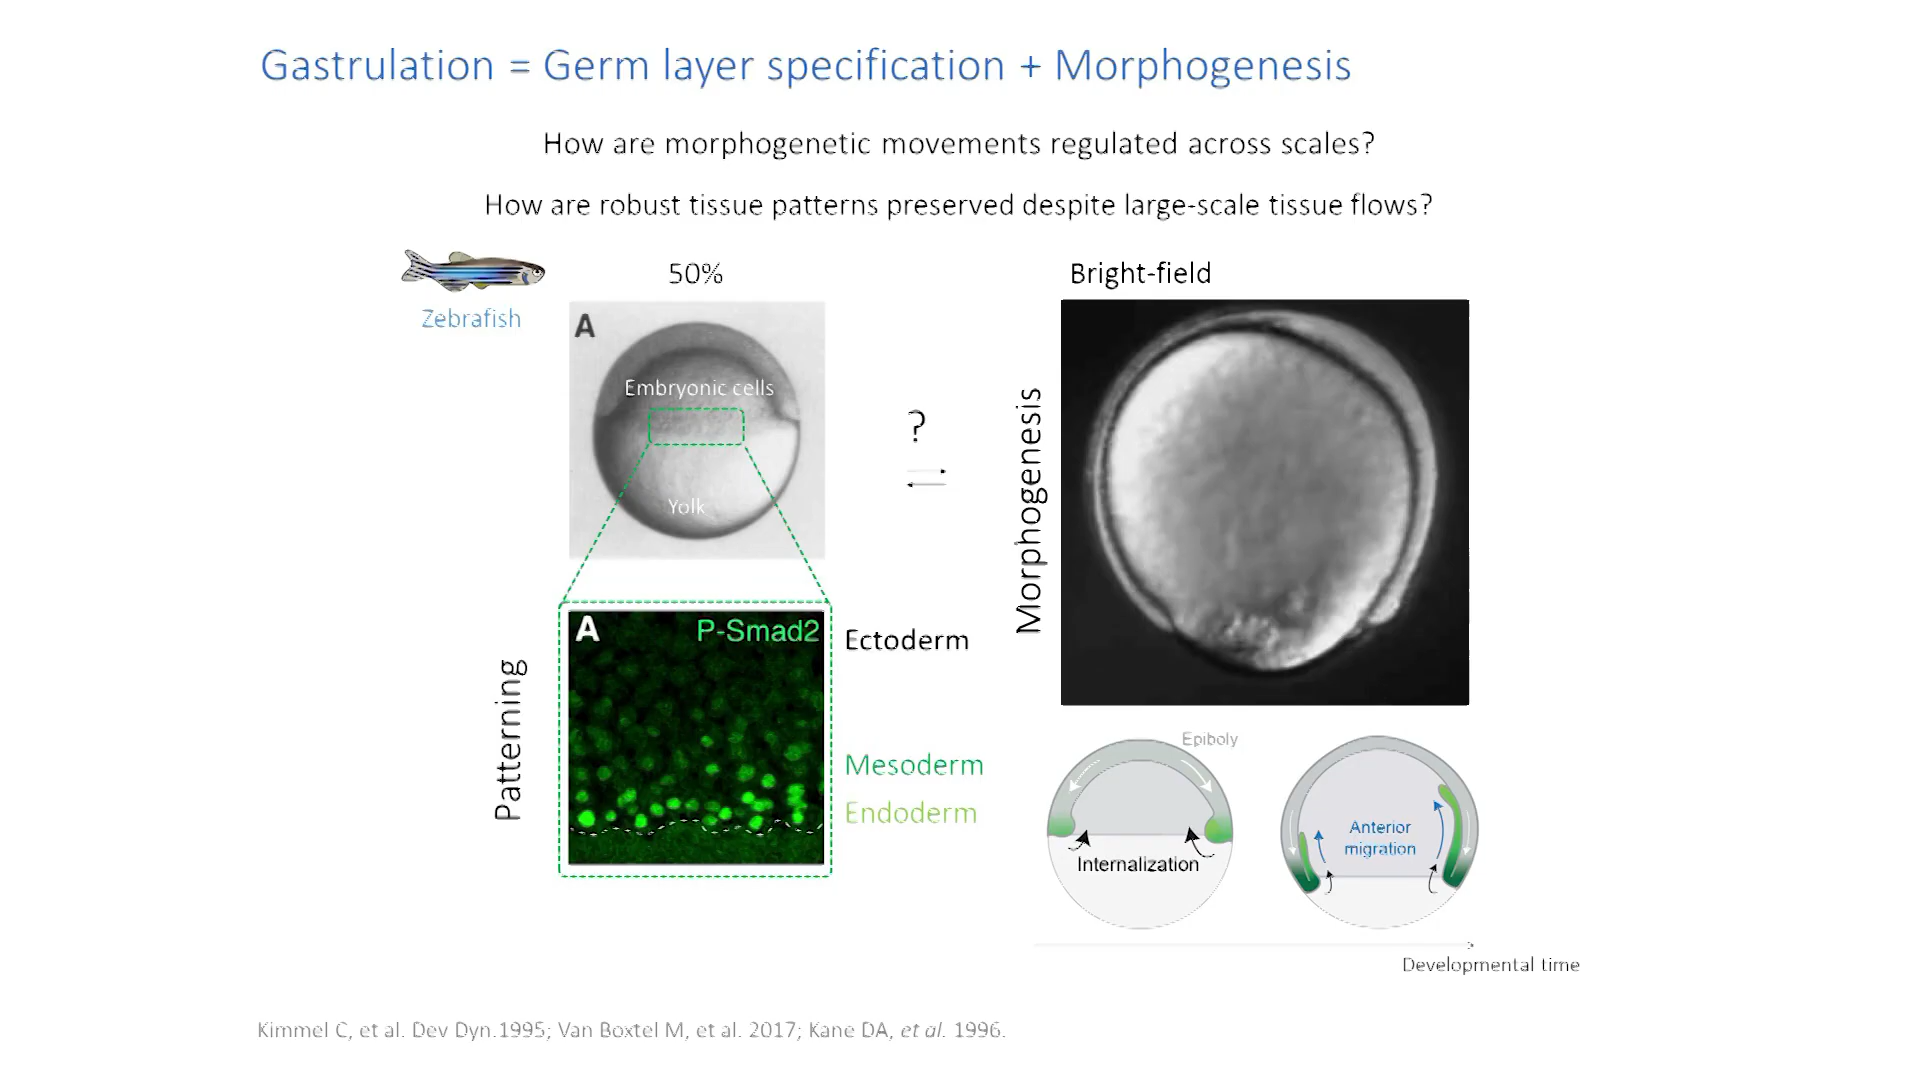 Gastrulation = Germ layer specification + Morphogenesis
How are morphogenetic movements regulated across scales?
How are robust tissue patterns preserved despite large-scale tissue flows?
Zebrafish
50%
A
Embryonic cells
Yolk
?
Bright-field
Morphogenesis
Patterning
A
P-Smad2
Ectoderm
Mesoderm
Endoderm
Epiboly
Internalization
Anterior
migration
Developmental time
Kimmel C, et al. Dev Dyn.1995; Van Boxtel M, et al. 2017; Kane DA, et al. 1996.